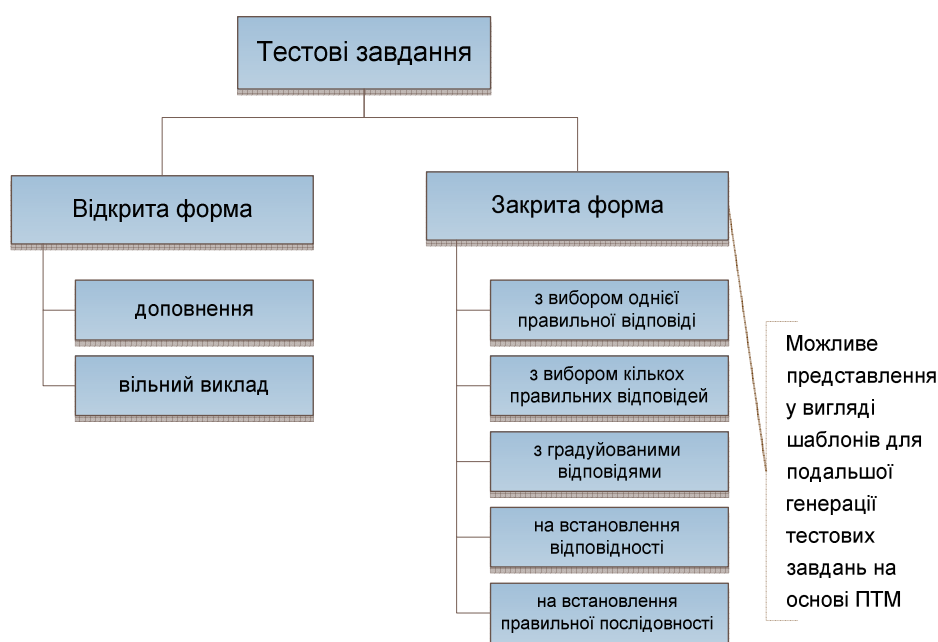 Тестові завдання
Відкрита форма
доповнення
вільний виклад
Закрита форма
з вибором однієї
правильної відповіді
з вибором кількох
правильних відповідей
з градуйованими
відповідями
на встановлення
відповідності
на встановлення
правильної послідовності
Можливе
представлення
у вигляді
шаблонів для
подальшої
генерації
тестових
завдань на
основі ПТМ